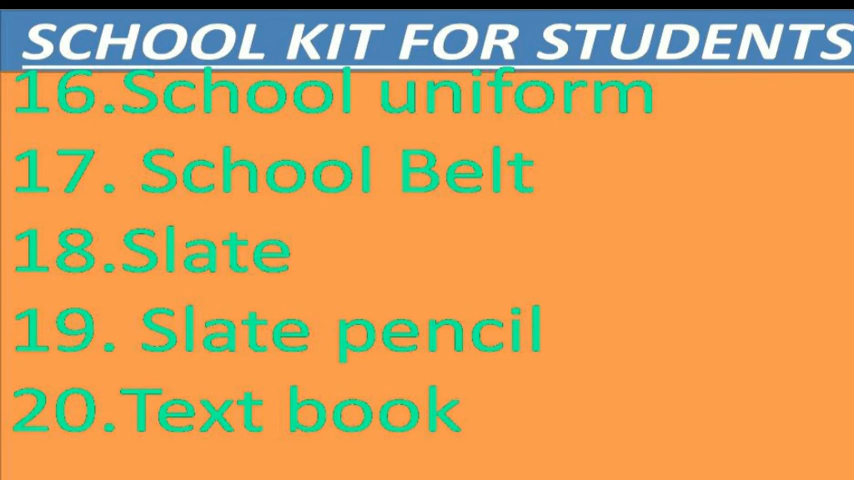 SCHOOL KIT FOR STUDENTS
16.School uniform
17. School Belt
18.Slate
19. Slate pencil
20.Text book